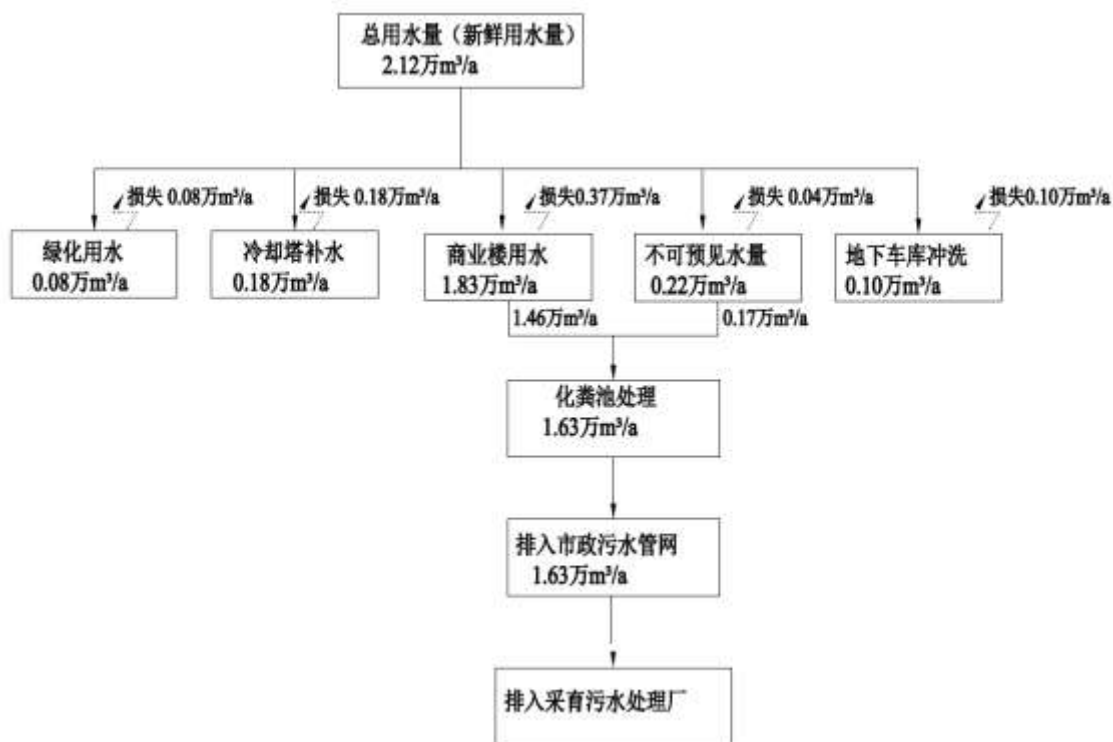 总用水量（新鲜用水量）
2.12万m³/a
损失 0.08万m³/a
损失 0.18万m³/a
损失0.37万m³/a
损失 0.04万m³/a
损失0.10万m³/a
绿化用水
0.08万m³/a
冷却塔补水
0.18万m³/a
商业楼用水
1.83万m³/a
不可预见水量
0.22万m³/a
地下车库冲洗
0.10万m³/a
1.46万m³/a
0.17万m³/a
化粪池处理
1.63万m³/a
排入市政污水管网
1.63万m³/a
排入采育污水处理厂